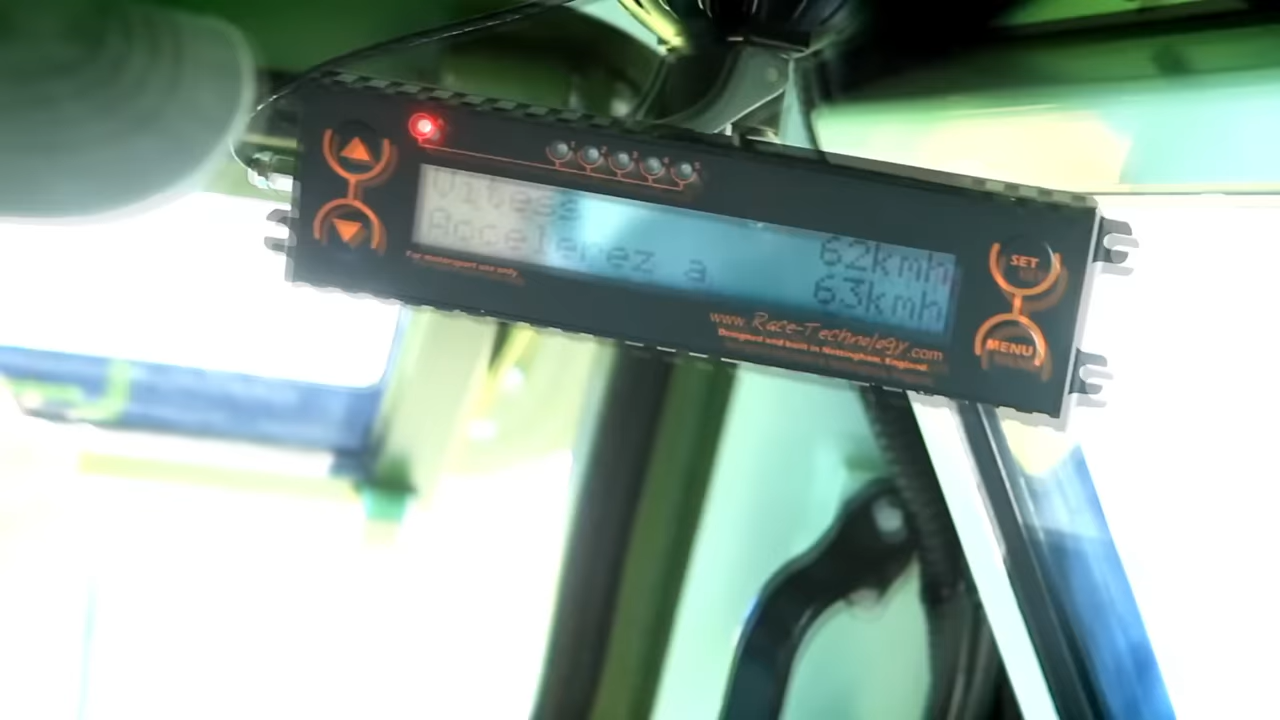 Vitesse 62kmh
Accelerez a 63kmh
For motorsport use only
www.Race-Technology.com
Designed and built in Nottingham, England
SET
MENU